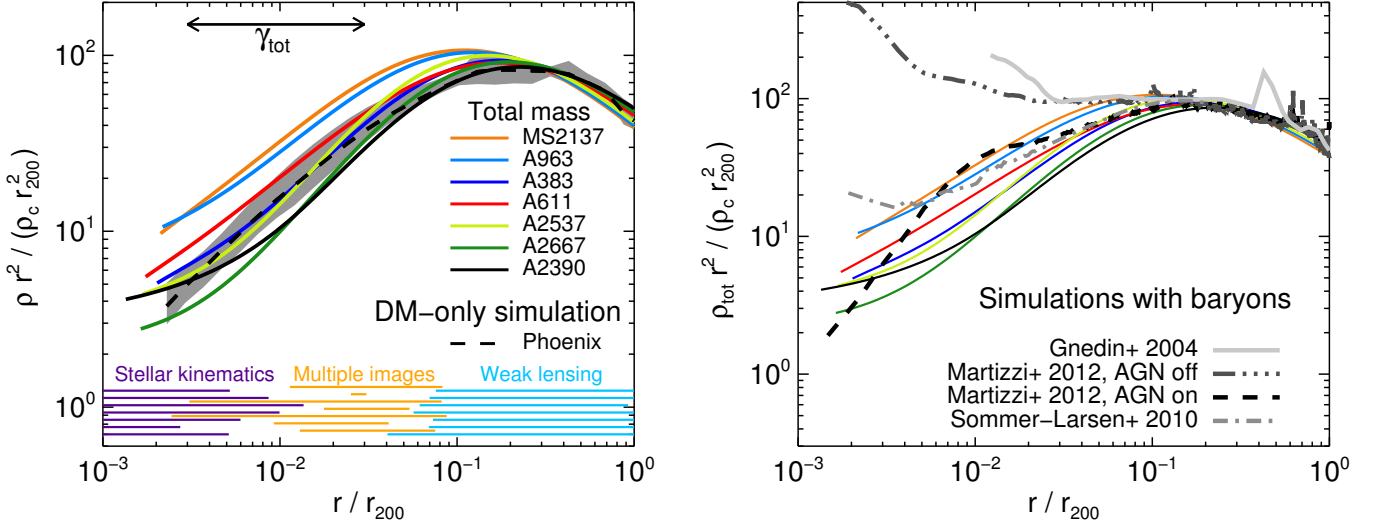 γtot
Total mass
MS2137
A963
A383
A611
A2537
A2667
A2390
DM−only simulation
Phoenix
Stellar kinematics
Multiple images
Weak lensing
10²
10¹
10⁰
ρ r² / (ρc r²200)
10⁻³
10⁻²
10⁻¹
10⁰
r / r200
10²
10¹
10⁰
ρtot r² / (ρc r²200)
Simulations with baryons
Gnedin+ 2004
Martizzi+ 2012, AGN off
Martizzi+ 2012, AGN on
Sommer−Larsen+ 2010
10⁻³
10⁻²
10⁻¹
10⁰
r / r200